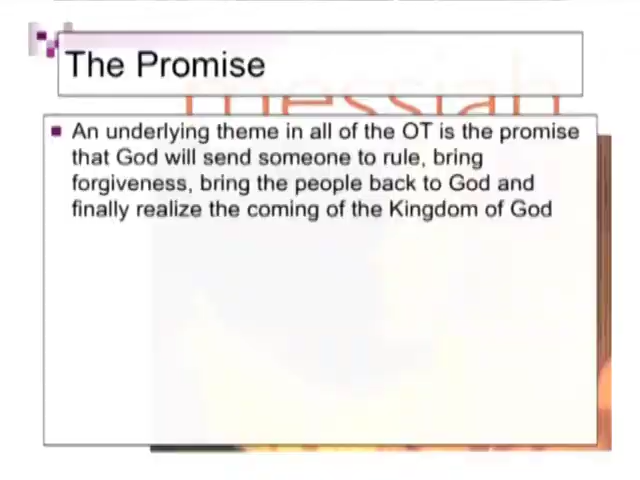 The Promise
messiah
An underlying theme in all of the OT is the promise
that God will send someone to rule, bring
forgiveness, bring the people back to God and
finally realize the coming of the Kingdom of God